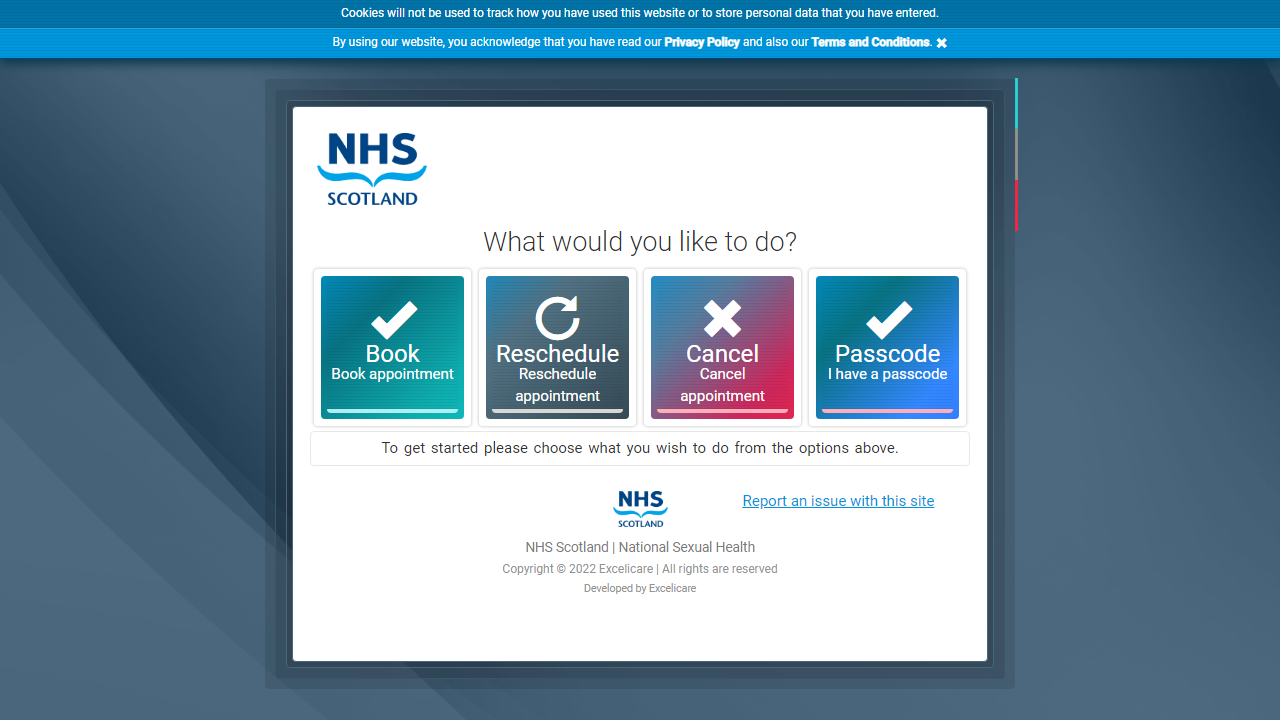 Cookies will not be used to track how you have used this website or to store personal data that you have entered.
By using our website, you acknowledge that you have read our Privacy Policy and also our Terms and Conditions.
NHS
SCOTLAND
What would you like to do?
Book
Book appointment
Reschedule
Reschedule
appointment
Cancel
Cancel
appointment
Passcode
I have a passcode
To get started please choose what you wish to do from the options above.
NHS
SCOTLAND
Report an issue with this site
NHS Scotland | National Sexual Health
Copyright © 2022 Excelicare | All rights are reserved
Developed by Excelicare